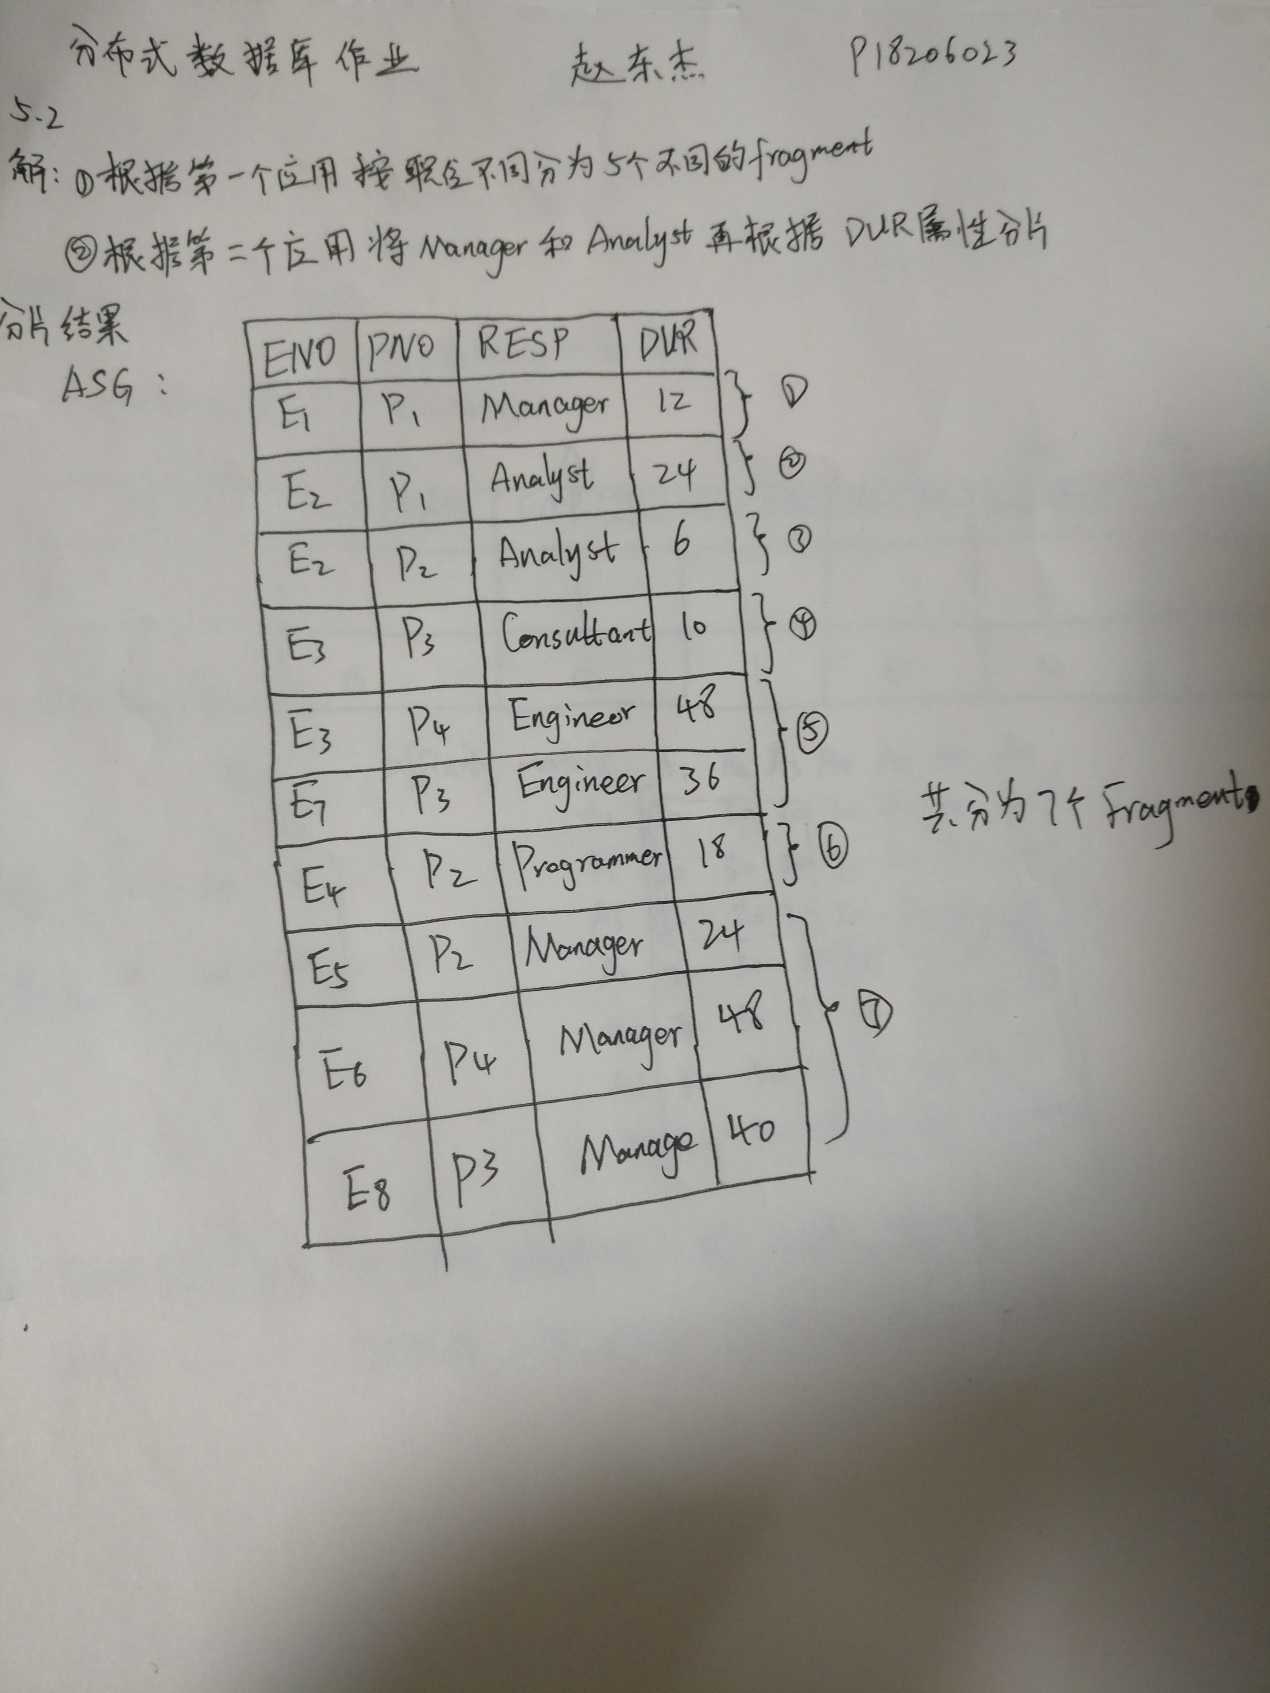 分布式数据库作业 赵东杰 P18206023
5.2
解：①根据第一个应用按职位不同分为5个不同的fragment
②根据第二个应用将Manager和Analyst再根据DUR属性分片
分片结果
ASG：
ENO PNO RESP DUR
E1 P1 Manager 12 ①
E2 P1 Analyst 24 ②
E2 P2 Analyst 6 ③
E3 P3 Consultant 10 ④
E3 P4 Engineer 48 ⑤
E7 P3 Engineer 36
共分为7个Fragment
E4 P2 Programmer 18 ⑥
E5 P2 Manager 24
E6 P4 Manager 48 ⑦
E8 P3 Manage 40